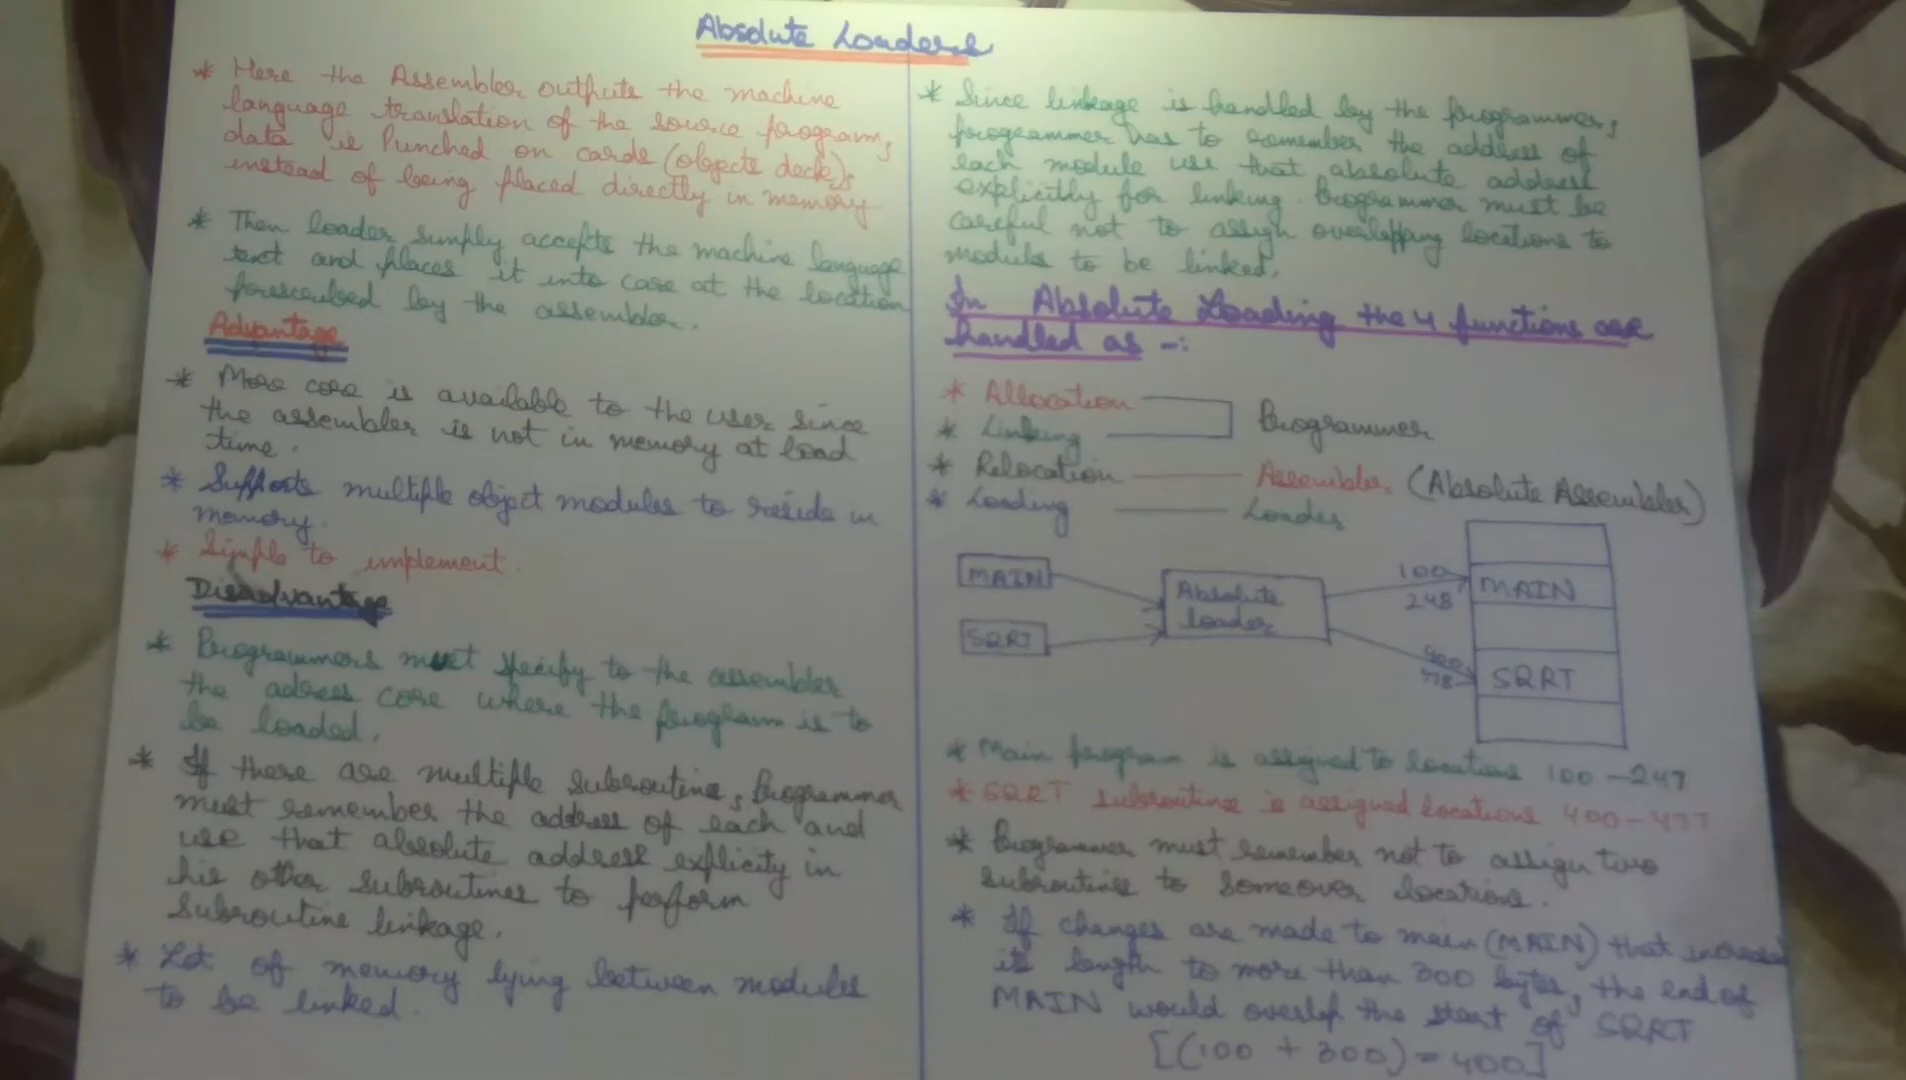 Absolute Loaders
* Here the Assembler outputs the machine
language translation of the source program,
data is Punched on cards (objects deck),
instead of being placed directly in memory
* Then loader simply accepts the machine language
text and places it into core at the location
prescribed by the assembler.
Advantage
* More core is available to the user since
the assembler is not in memory at load
time.
* Supports multiple object modules to reside in
memory.
* Simple to implement.
Disadvantage
* Programmers must specify to the assembler
the address core where the program is to
be loaded.
* If there are multiple subroutine, Programmer
must remember the address of each and
use that absolute address explicity in
his other subroutines to perform
subroutine linkage.
* Lot of memory lying between modules
to be linked.
* Since linkage is handled by the programmer,
programmer has to remember the address of
each module use that absolute address
explicitly for linking. Programmer must be
careful not to assign overlapping locations to
modules to be linked.
In Absolute Loading the 4 functions are
handled as -:
* Allocation
* Linking Programmer
* Relocation Assembler (Absolute Assembler)
* Loading Loader
MAIN
SQRT
Absolute
loader
100
248
MAIN
400
478
SQRT
* Main program is assigned to locations 100-247
* SQRT subroutine is assigned locations 400-477
* Programmer must remember not to assign two
subroutines to someover locations.
* If changes are made to main (MAIN) that increase
its length to more than 300 bytes, the end of
MAIN would overlap the start of SQRT
[(100 + 300) = 400]